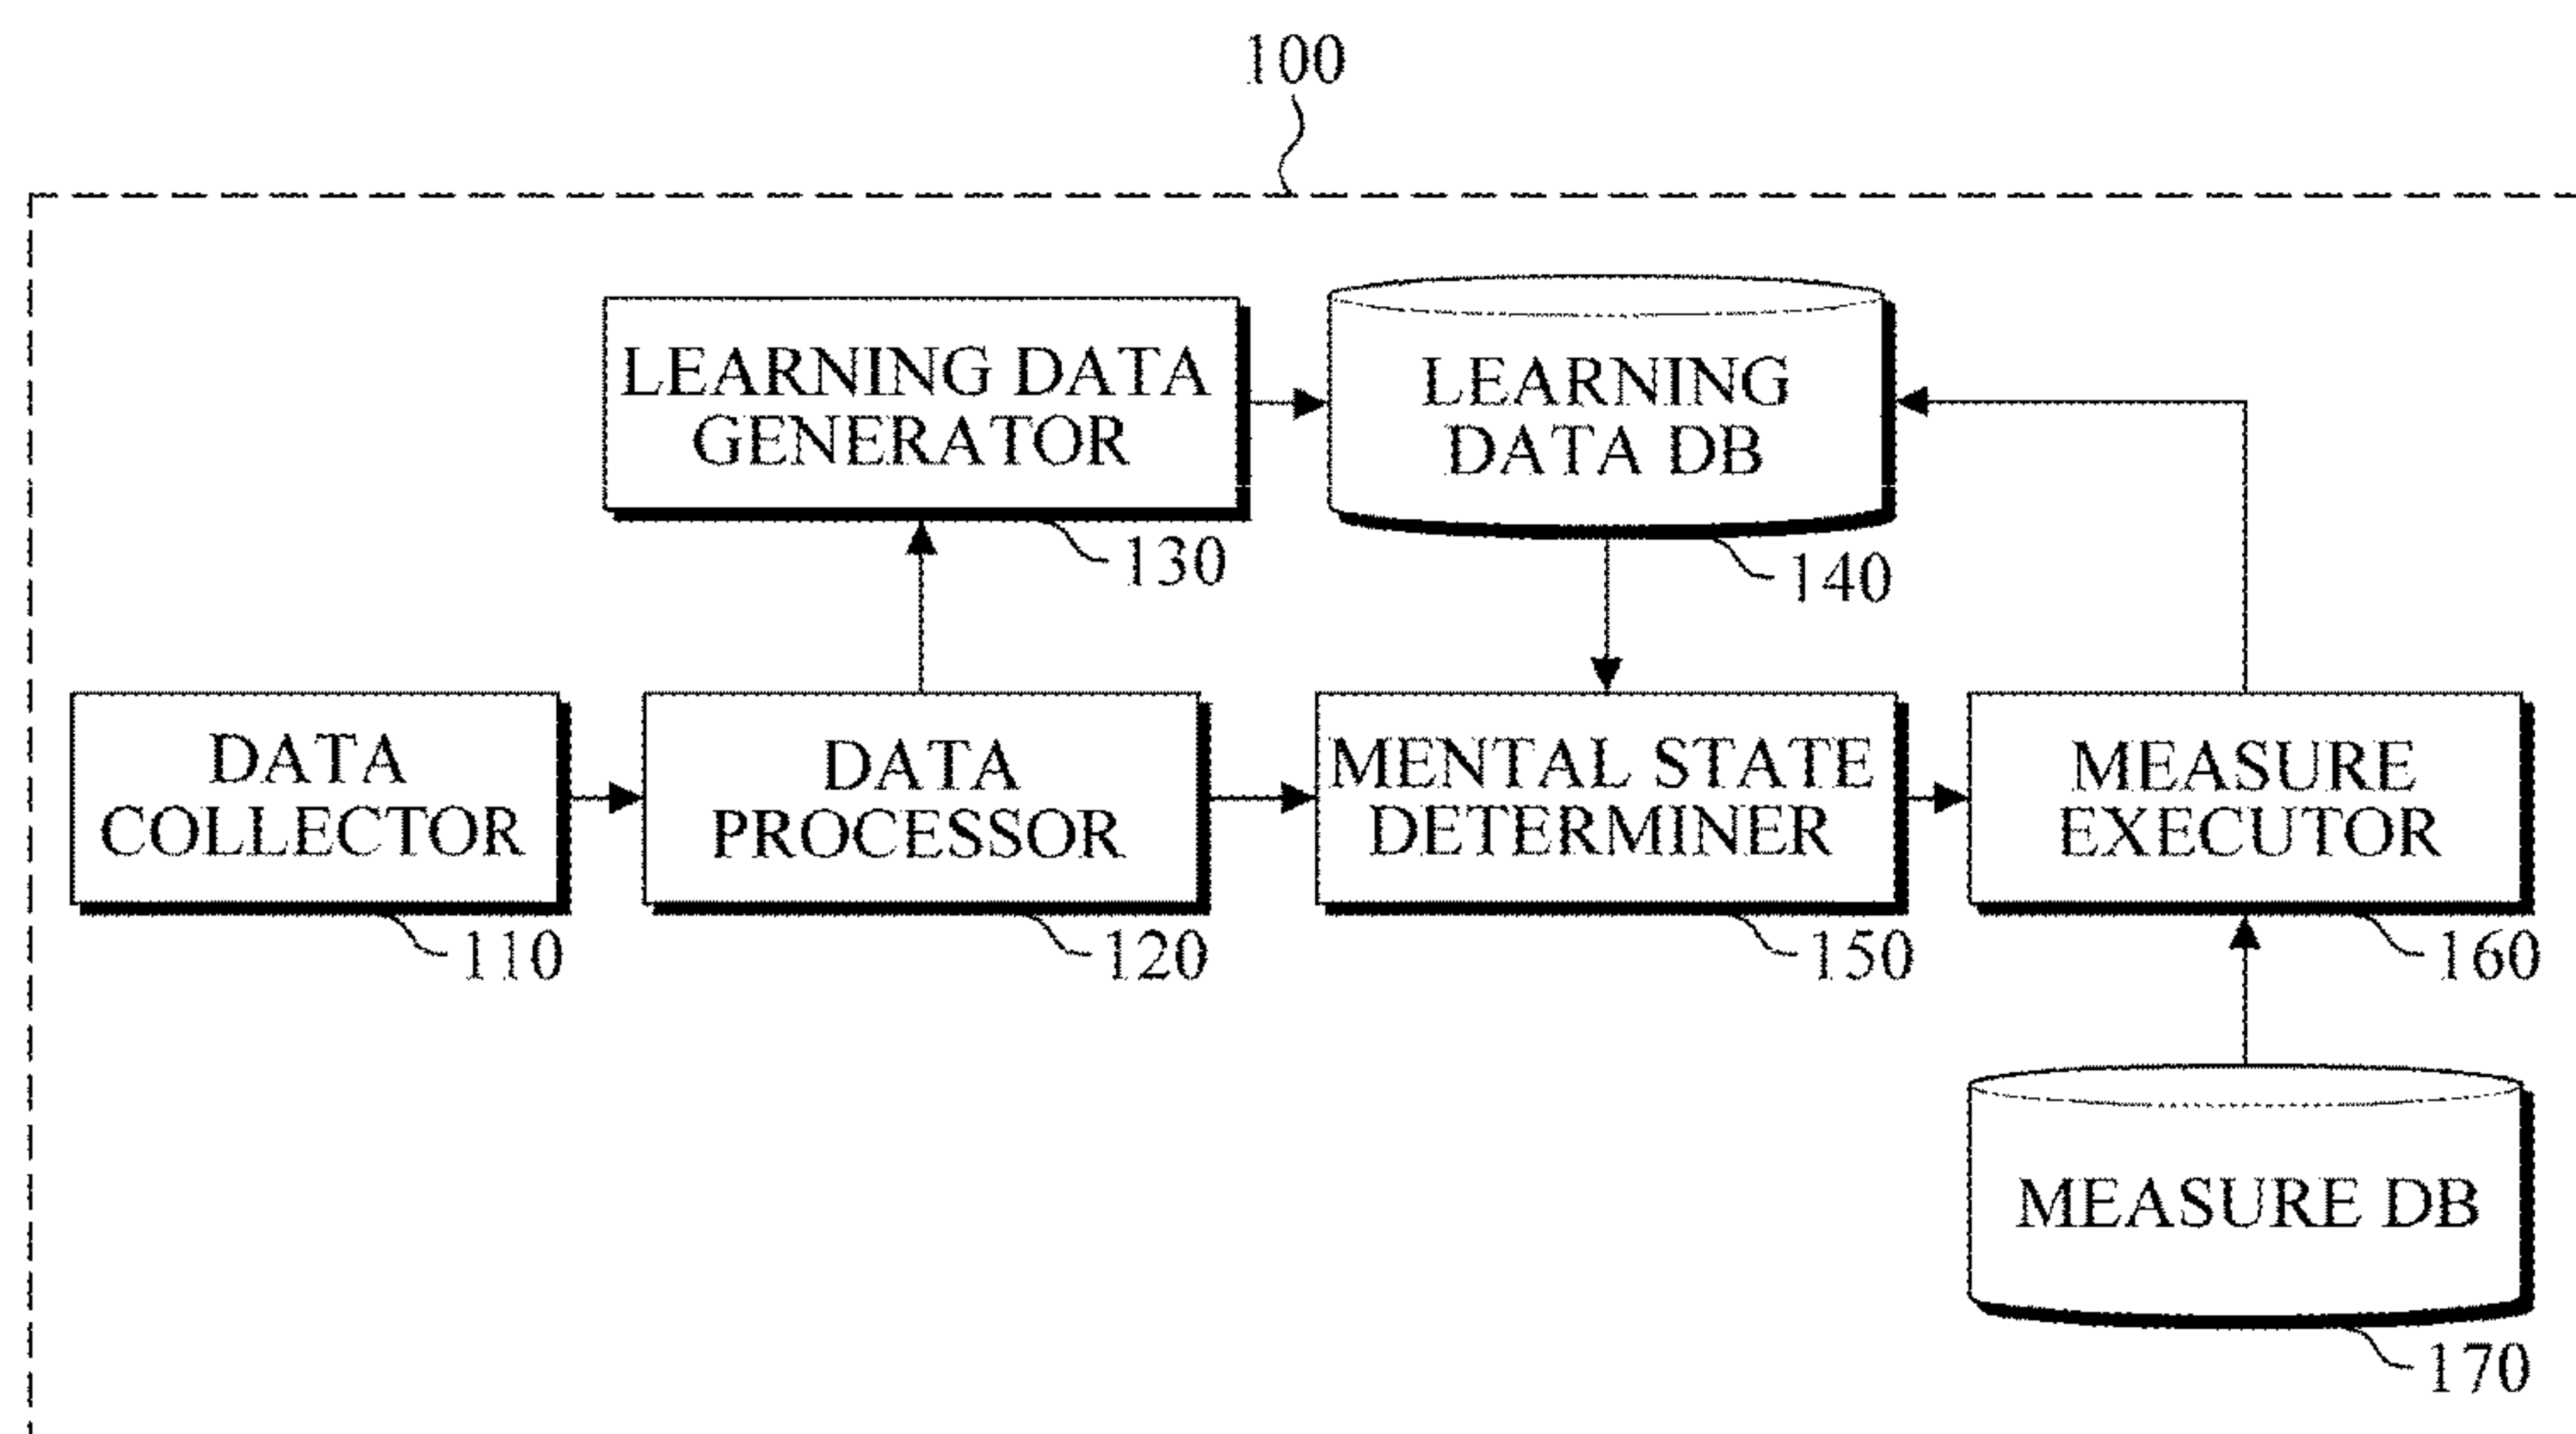 100
LEARNING DATA
GENERATOR
130
LEARNING
DATA DB
140
DATA
COLLECTOR
110
DATA
PROCESSOR
120
MENTAL STATE
DETERMINER
150
MEASURE
EXECUTOR
160
MEASURE DB
170